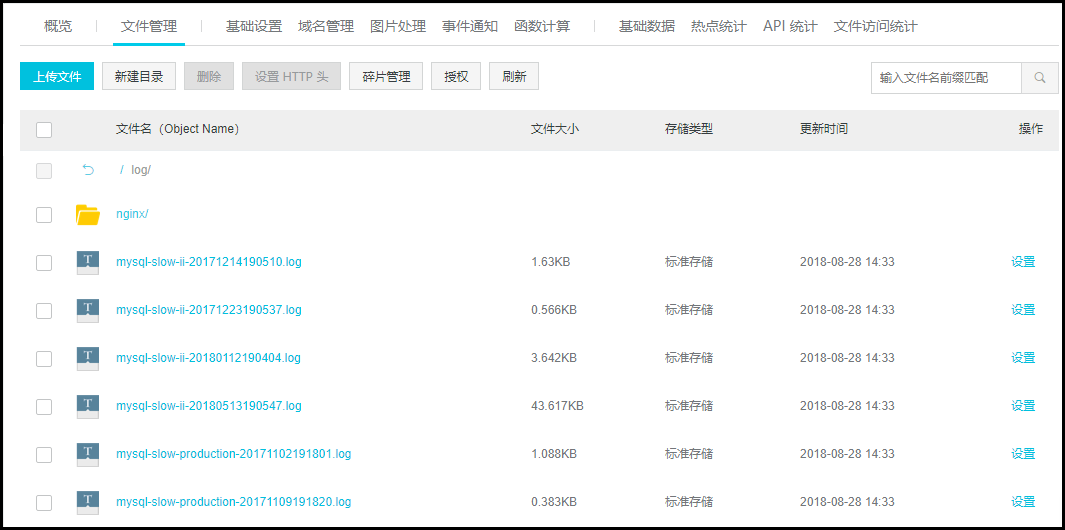 概览 文件管理 基础设置 域名管理 图片处理 事件通知 函数计算 基础数据 热点统计 API 统计 文件访问统计
上传文件 新建目录 删除 设置 HTTP 头 碎片管理 授权 刷新 输入文件名前缀匹配
文件名（Object Name） 文件大小 存储类型 更新时间 操作
/ log/
nginx/
mysql-slow-ii-20171214190510.log 1.63KB 标准存储 2018-08-28 14:33 设置
mysql-slow-ii-20171223190537.log 0.566KB 标准存储 2018-08-28 14:33 设置
mysql-slow-ii-20180112190404.log 3.642KB 标准存储 2018-08-28 14:33 设置
mysql-slow-ii-20180513190547.log 43.617KB 标准存储 2018-08-28 14:33 设置
mysql-slow-production-20171102191801.log 1.088KB 标准存储 2018-08-28 14:33 设置
mysql-slow-production-20171109191820.log 0.383KB 标准存储 2018-08-28 14:33 设置